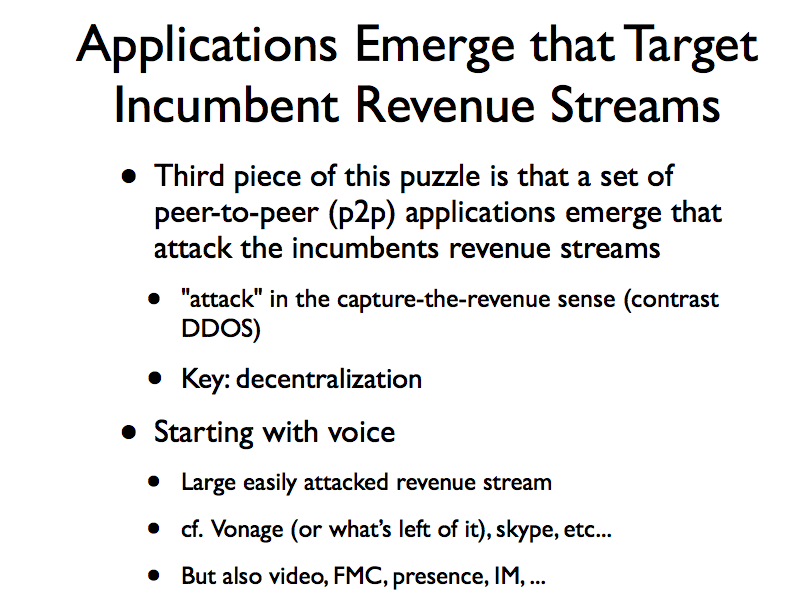 Applications Emerge that Target
Incumbent Revenue Streams
• Third piece of this puzzle is that a set of
peer-to-peer (p2p) applications emerge that
attack the incumbents revenue streams
• "attack" in the capture-the-revenue sense (contrast
DDOS)
• Key: decentralization
• Starting with voice
• Large easily attacked revenue stream
• cf. Vonage (or what’s left of it), skype, etc...
• But also video, FMC, presence, IM, ...